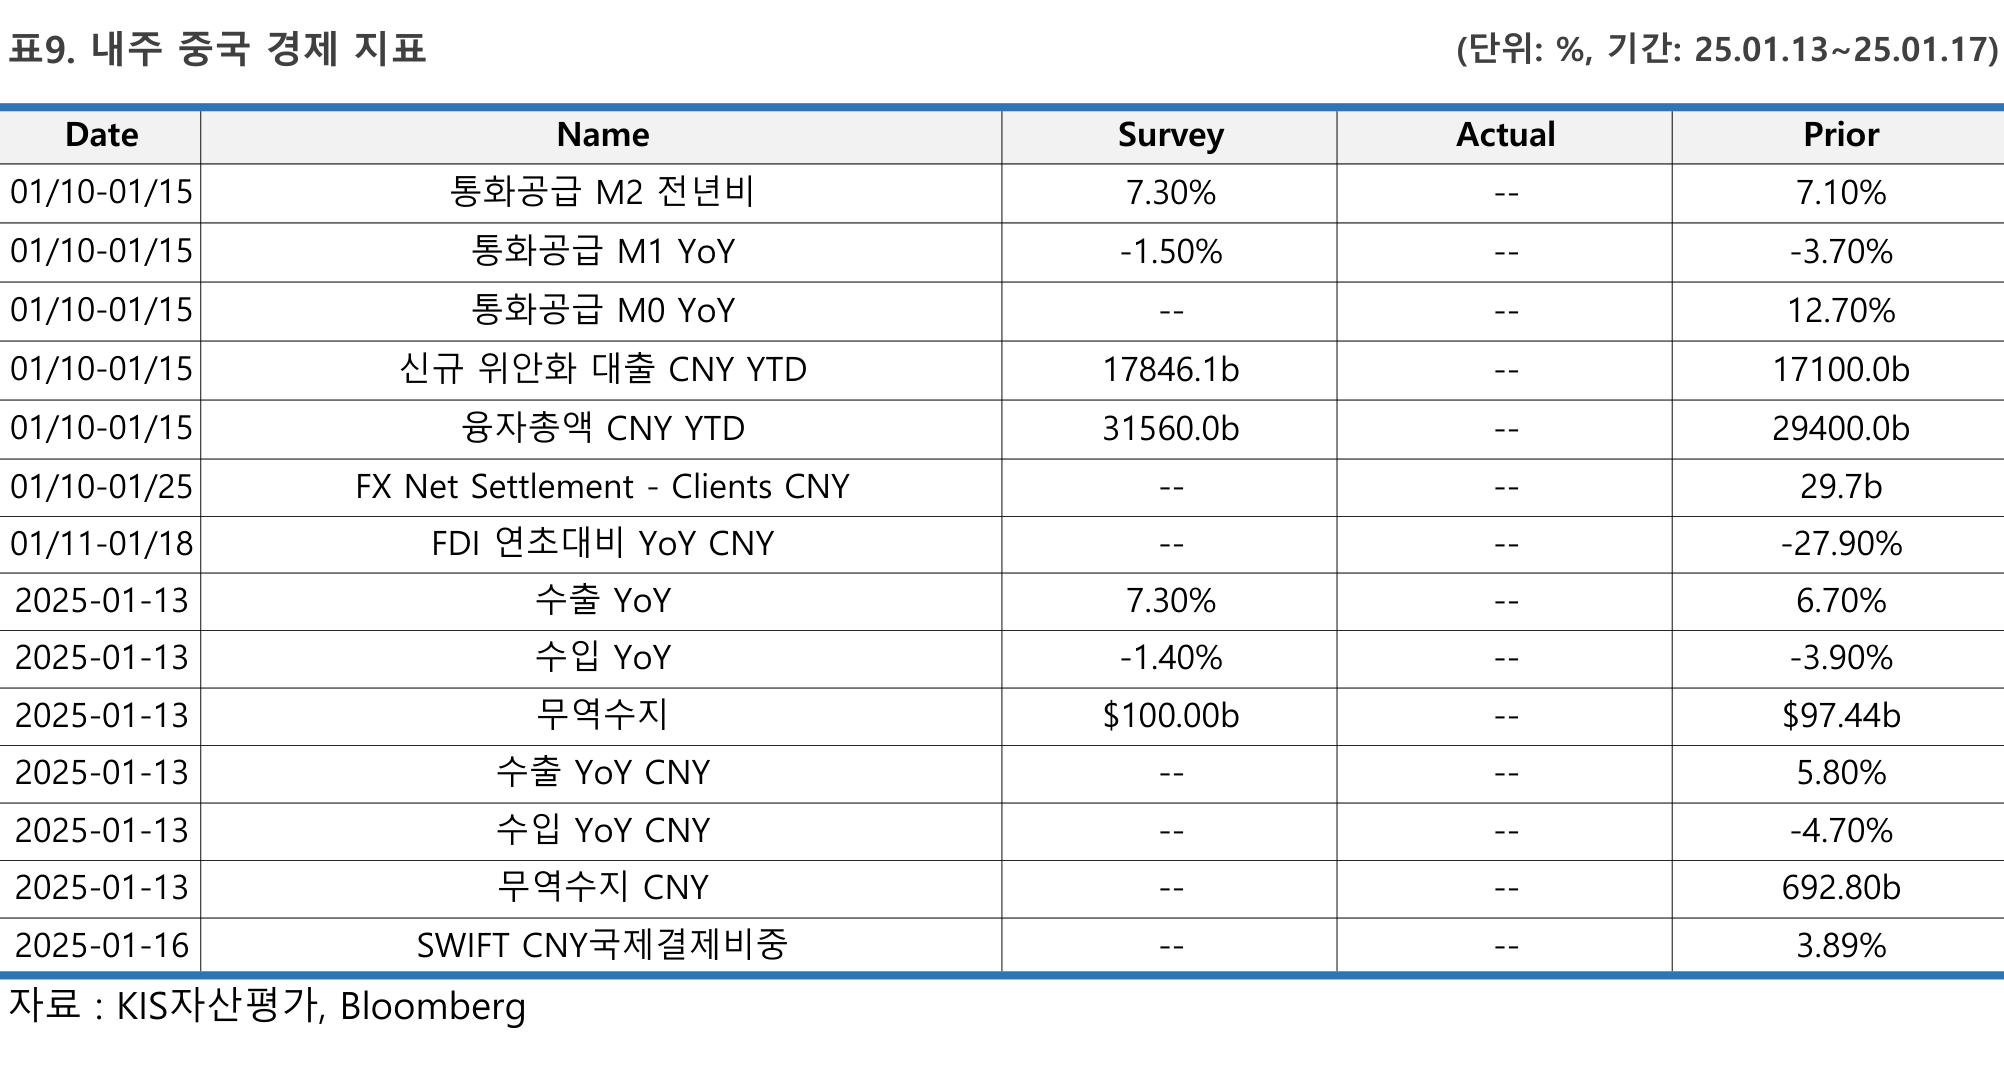 표9. 내주 중국 경제 지표 (단위: %, 기간: 25.01.13~25.01.17)
Date Name Survey Actual Prior
01/10-01/15 통화공급 M2 전년비 7.30% -- 7.10%
01/10-01/15 통화공급 M1 YoY -1.50% -- -3.70%
01/10-01/15 통화공급 M0 YoY -- -- 12.70%
01/10-01/15 신규 위안화 대출 CNY YTD 17846.1b -- 17100.0b
01/10-01/15 융자총액 CNY YTD 31560.0b -- 29400.0b
01/10-01/25 FX Net Settlement - Clients CNY -- -- 29.7b
01/11-01/18 FDI 연초대비 YoY CNY -- -- -27.90%
2025-01-13 수출 YoY 7.30% -- 6.70%
2025-01-13 수입 YoY -1.40% -- -3.90%
2025-01-13 무역수지 $100.00b -- $97.44b
2025-01-13 수출 YoY CNY -- -- 5.80%
2025-01-13 수입 YoY CNY -- -- -4.70%
2025-01-13 무역수지 CNY -- -- 692.80b
2025-01-16 SWIFT CNY국제결제비중 -- -- 3.89%
자료 : KIS자산평가, Bloomberg